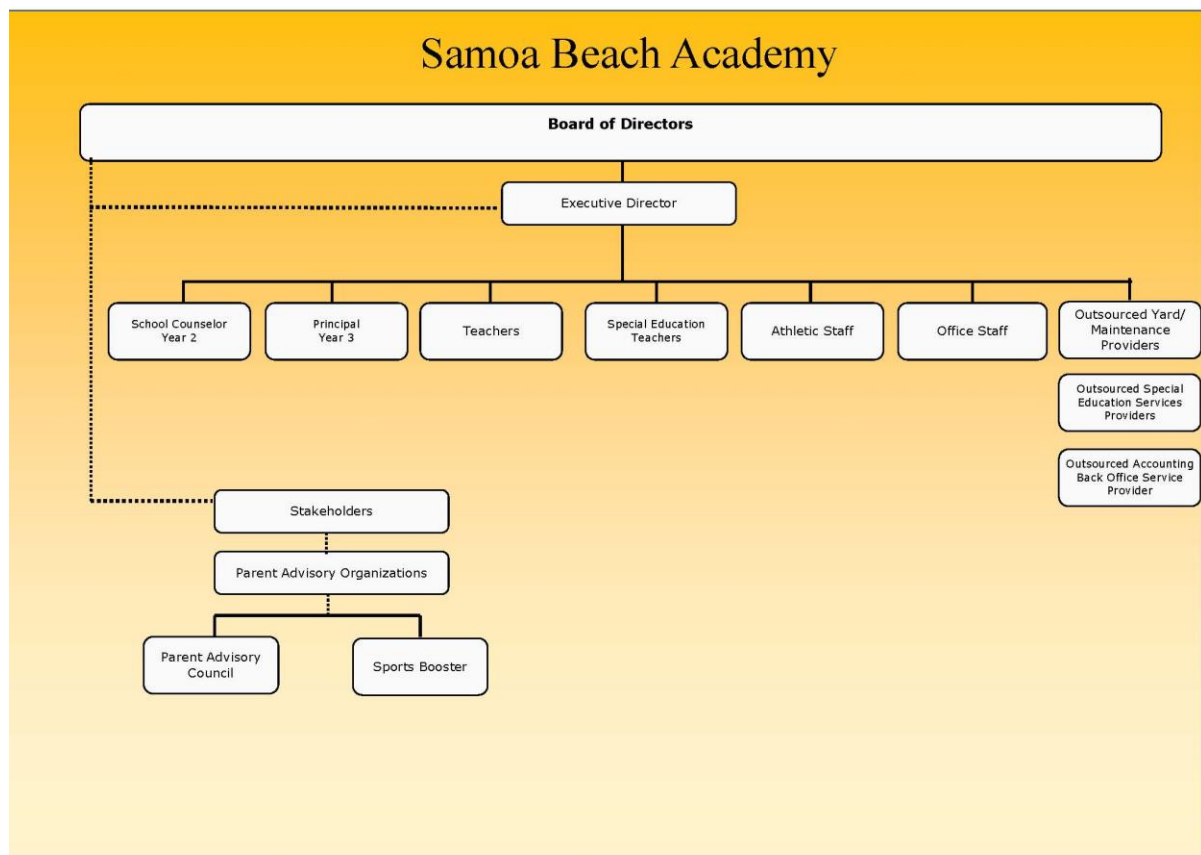 Samoa Beach Academy
Board of Directors
Executive Director
School Counselor
Year 2
Principal
Year 3
Teachers
Special Education
Teachers
Athletic Staff
Office Staff
Outsourced Yard/
Maintenance
Providers
Outsourced Special
Education Services
Providers
Outsourced Accounting
Back Office Service
Provider
Stakeholders
Parent Advisory Organizations
Parent Advisory
Council
Sports Booster